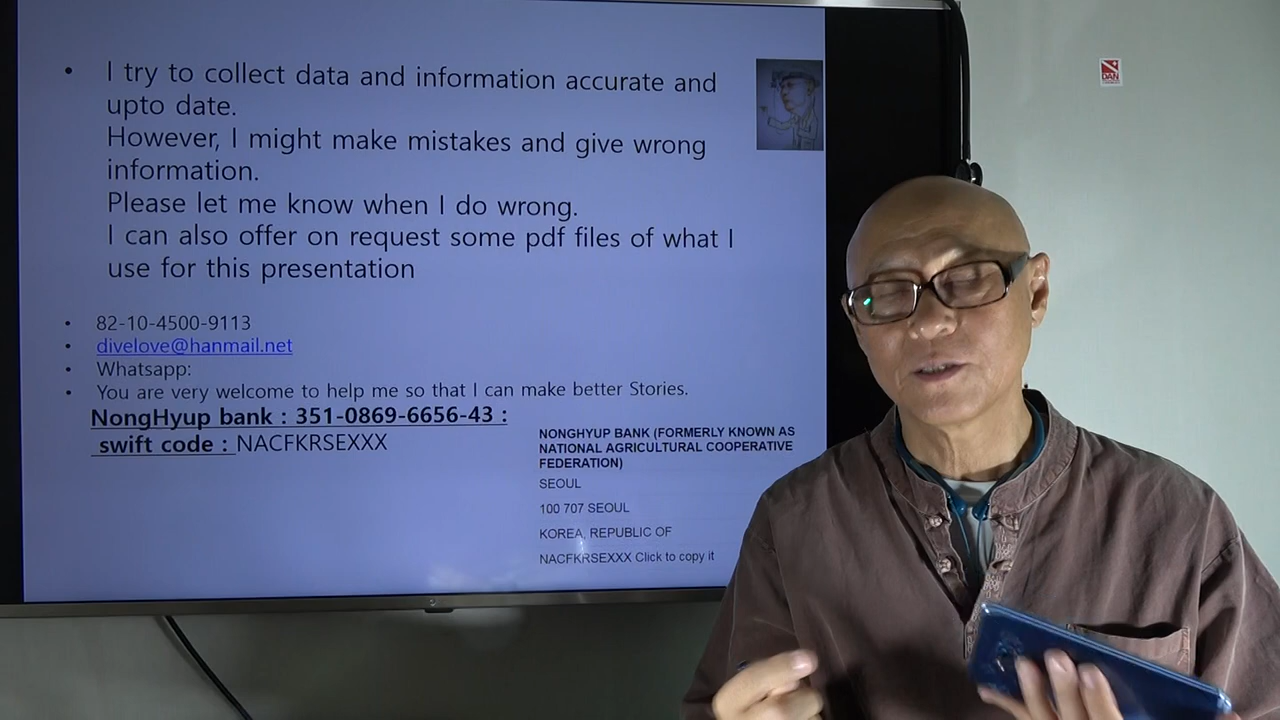 • I try to collect data and information accurate and
upto date.
However, I might make mistakes and give wrong
information.
Please let me know when I do wrong.
I can also offer on request some pdf files of what I
use for this presentation
• 82-10-4500-9113
• divelove@hanmail.net
• Whatsapp:
• You are very welcome to help me so that I can make better Stories.
NongHyup bank : 351-0869-6656-43 :
swift code : NACFKRSEXXX
NONGHYUP BANK (FORMERLY KNOWN AS
NATIONAL AGRICULTURAL COOPERATIVE
FEDERATION)
SEOUL
100 707 SEOUL
KOREA, REPUBLIC OF
NACFKRSEXXX Click to copy it
DAN